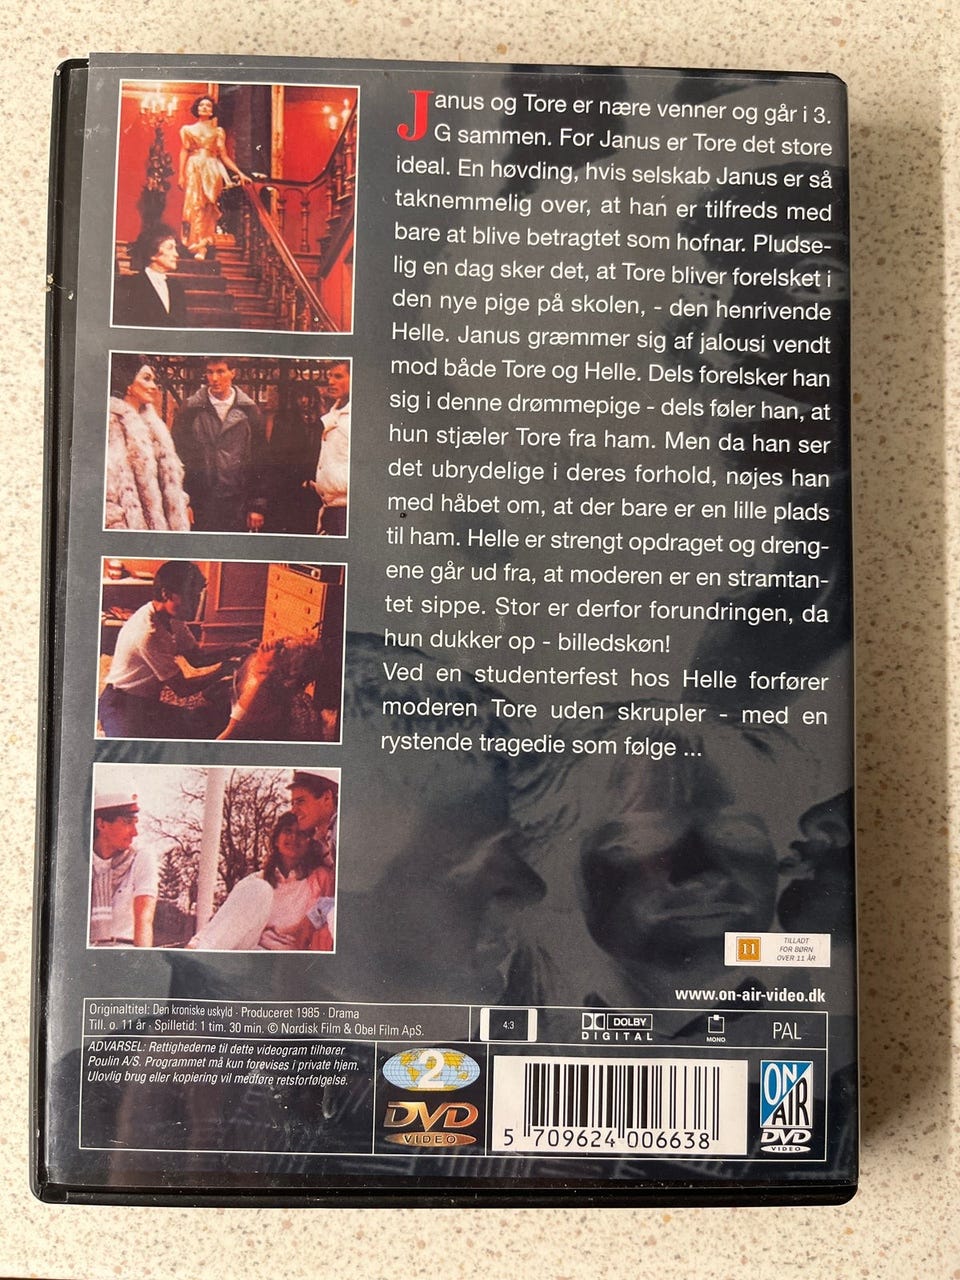 Janus og Tore er nære venner og går i 3.
G sammen. For Janus er Tore det store
ideal. En høvding, hvis selskab Janus er så
taknemmelig over, at han er tilfreds med
bare at blive betragtet som hofnar. Pludse-
lig en dag sker det, at Tore bliver forelsket i
den nye pige på skolen, - den henrivende
Helle. Janus græmmer sig af jalousi vendt
mod både Tore og Helle. Dels forelsker han
sig i denne drømmepige - dels føler han, at
hun stjæler Tore fra ham. Men da han ser
det ubrydelige i deres forhold, nøjes han
med håbet om, at der bare er en lille plads
til ham. Helle er strengt opdraget og dreng-
ene går ud fra, at moderen er en stramtan-
tet sippe. Stor er derfor forundringen, da
hun dukker op - billedskøn!
Ved en studenterfest hos Helle forfører
moderen Tore uden skrupler - med en
rystende tragedie som følge ...
11
TILLADT
FOR BØRN
OVER 11 ÅR
www.on-air-video.dk
Originaltitel: Den kroniske uskyld · Produceret 1985 · Drama
Till. o. 11 år · Spilletid: 1 tim. 30 min. © Nordisk Film & Obel Film ApS.
4:3
DOLBY
DIGITAL
MONO
PAL
ADVARSEL: Rettighederne til dette videogram tilhører
Poulin A/S. Programmet må kun forevises i private hjem.
Ulovlig brug eller kopiering vil medføre retsforfølgelse.
2
DVD
VIDEO
5 709624 006638
ON
AIR
DVD
VIDEO